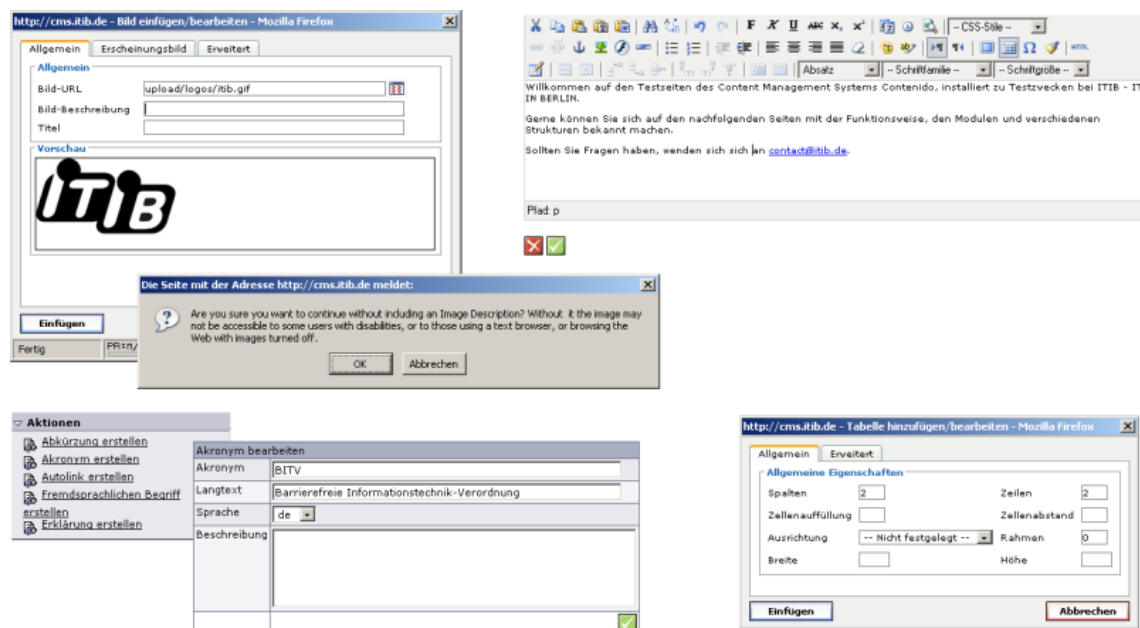 http://cms.itib.de - Bild einfügen/bearbeiten - Mozilla Firefox
Allgemein Erscheinungsbild Erweitert
Allgemein
Bild-URL upload/logos/itib.gif
Bild-Beschreibung
Titel
Vorschau
iTiB
Einfügen
Fertig
Die Seite mit der Adresse http://cms.itib.de meldet:
Are you sure you want to continue without including an Image Description? Without it the image may
not be accessible to some users with disabilities, or to those using a text browser, or browsing the
Web with images turned off.
OK Abbrechen
F K U ABC x, x²
-- CSS-Stile --
HTML
Absatz -- Schriftfamilie -- -- Schriftgröße --
Willkommen auf den Testseiten des Content Management Systems Contenido, installiert zu Testzwecken bei ITIB - IT
IN BERLIN.
Gerne können Sie sich auf den nachfolgenden Seiten mit der Funktionsweise, den Modulen und verschiedenen
Strukturen bekannt machen.
Sollten Sie Fragen haben, wenden sich sich an contact@itib.de.
Pfad: p
Aktionen
Abkürzung erstellen
Akronym erstellen
Autolink erstellen
Fremdsprachlichen Begriff
erstellen
Erklärung erstellen
Akronym bearbeiten
Akronym BITV
Langtext Barrierefreie Informationstechnik-Verordnung
Sprache de
Beschreibung
http://cms.itib.de - Tabelle hinzufügen/bearbeiten - Mozilla Firefox
Allgemein Erweitert
Allgemeine Eigenschaften
Spalten 2 Zeilen 2
Zellenauffüllung Zellenabstand
Ausrichtung -- Nicht festgelegt -- Rahmen 0
Breite Höhe
Einfügen Abbrechen